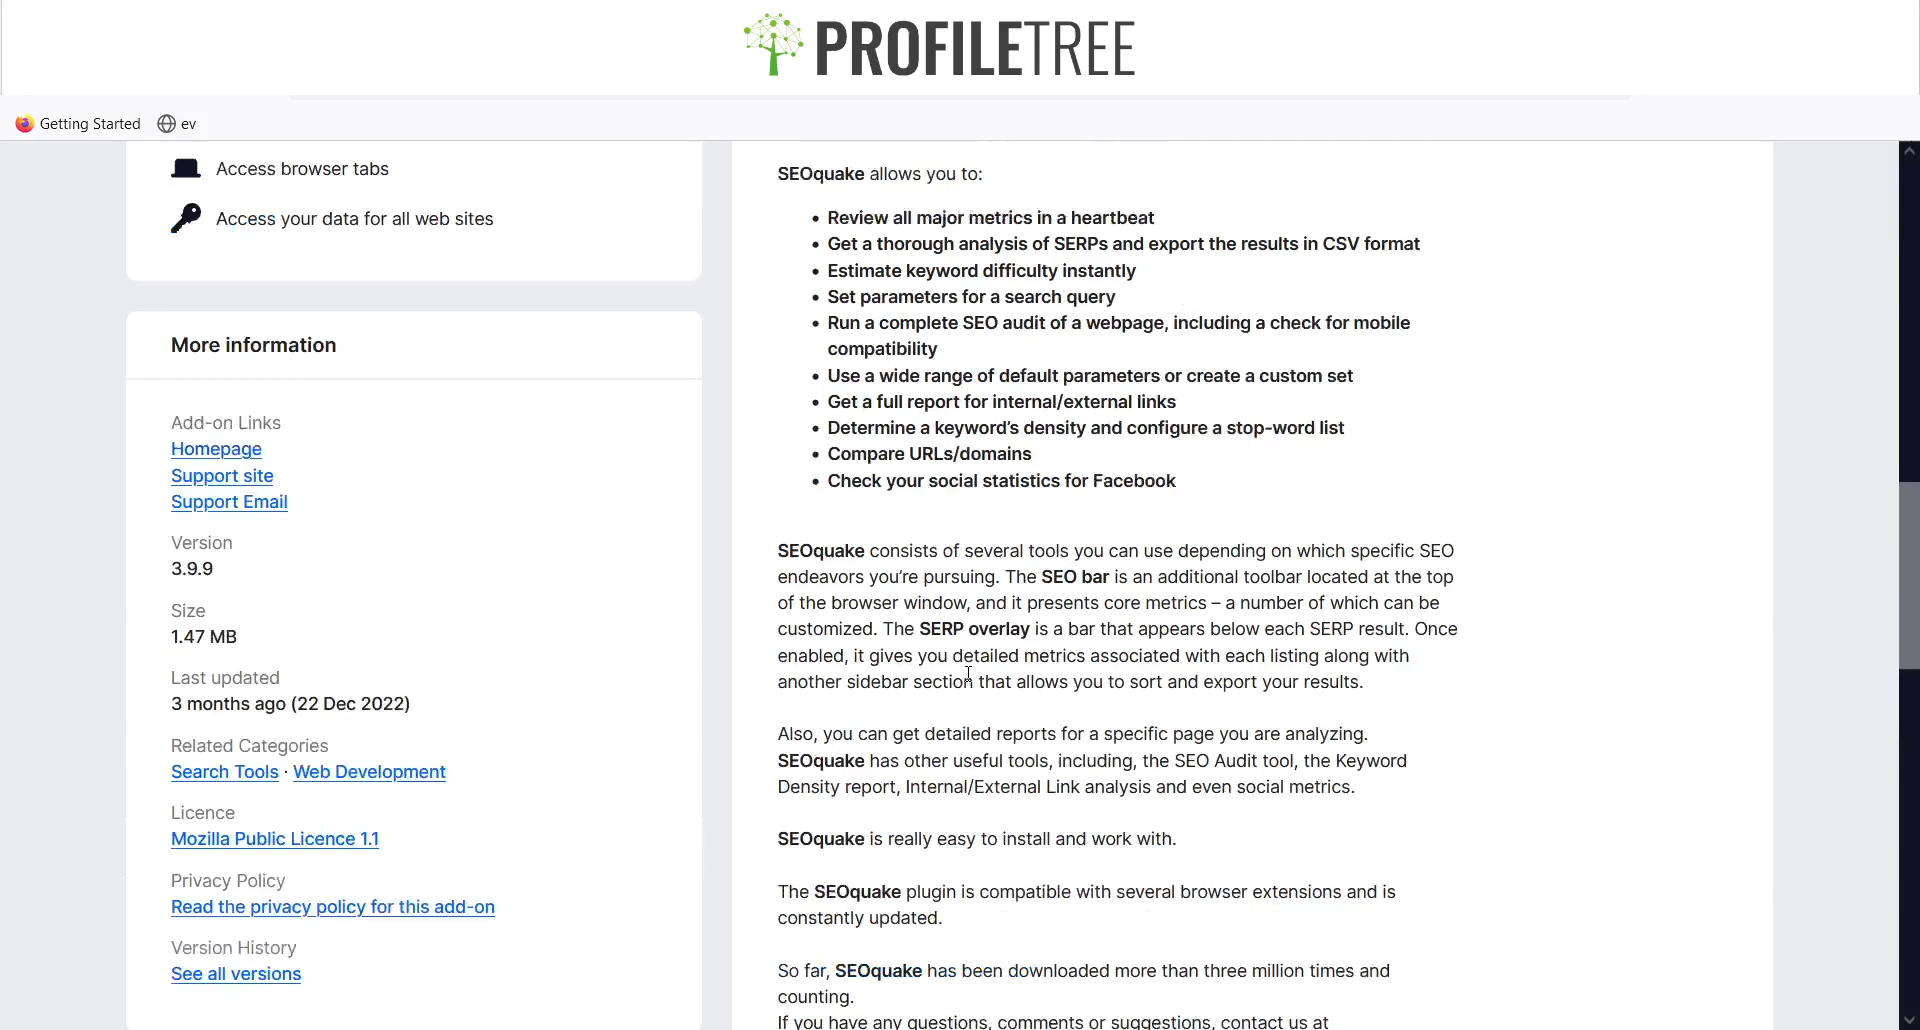 PROFILETREE
Getting Started ev
Access browser tabs
Access your data for all web sites
More information
Add-on Links
Homepage
Support site
Support Email
Version
3.9.9
Size
1.47 MB
Last updated
3 months ago (22 Dec 2022)
Related Categories
Search Tools · Web Development
Licence
Mozilla Public Licence 1.1
Privacy Policy
Read the privacy policy for this add-on
Version History
See all versions
SEOquake allows you to:
• Review all major metrics in a heartbeat
• Get a thorough analysis of SERPs and export the results in CSV format
• Estimate keyword difficulty instantly
• Set parameters for a search query
• Run a complete SEO audit of a webpage, including a check for mobile
compatibility
• Use a wide range of default parameters or create a custom set
• Get a full report for internal/external links
• Determine a keyword’s density and configure a stop-word list
• Compare URLs/domains
• Check your social statistics for Facebook
SEOquake consists of several tools you can use depending on which specific SEO
endeavors you’re pursuing. The SEO bar is an additional toolbar located at the top
of the browser window, and it presents core metrics – a number of which can be
customized. The SERP overlay is a bar that appears below each SERP result. Once
enabled, it gives you detailed metrics associated with each listing along with
another sidebar section that allows you to sort and export your results.
Also, you can get detailed reports for a specific page you are analyzing.
SEOquake has other useful tools, including, the SEO Audit tool, the Keyword
Density report, Internal/External Link analysis and even social metrics.
SEOquake is really easy to install and work with.
The SEOquake plugin is compatible with several browser extensions and is
constantly updated.
So far, SEOquake has been downloaded more than three million times and
counting.
If you have any questions, comments or suggestions, contact us at